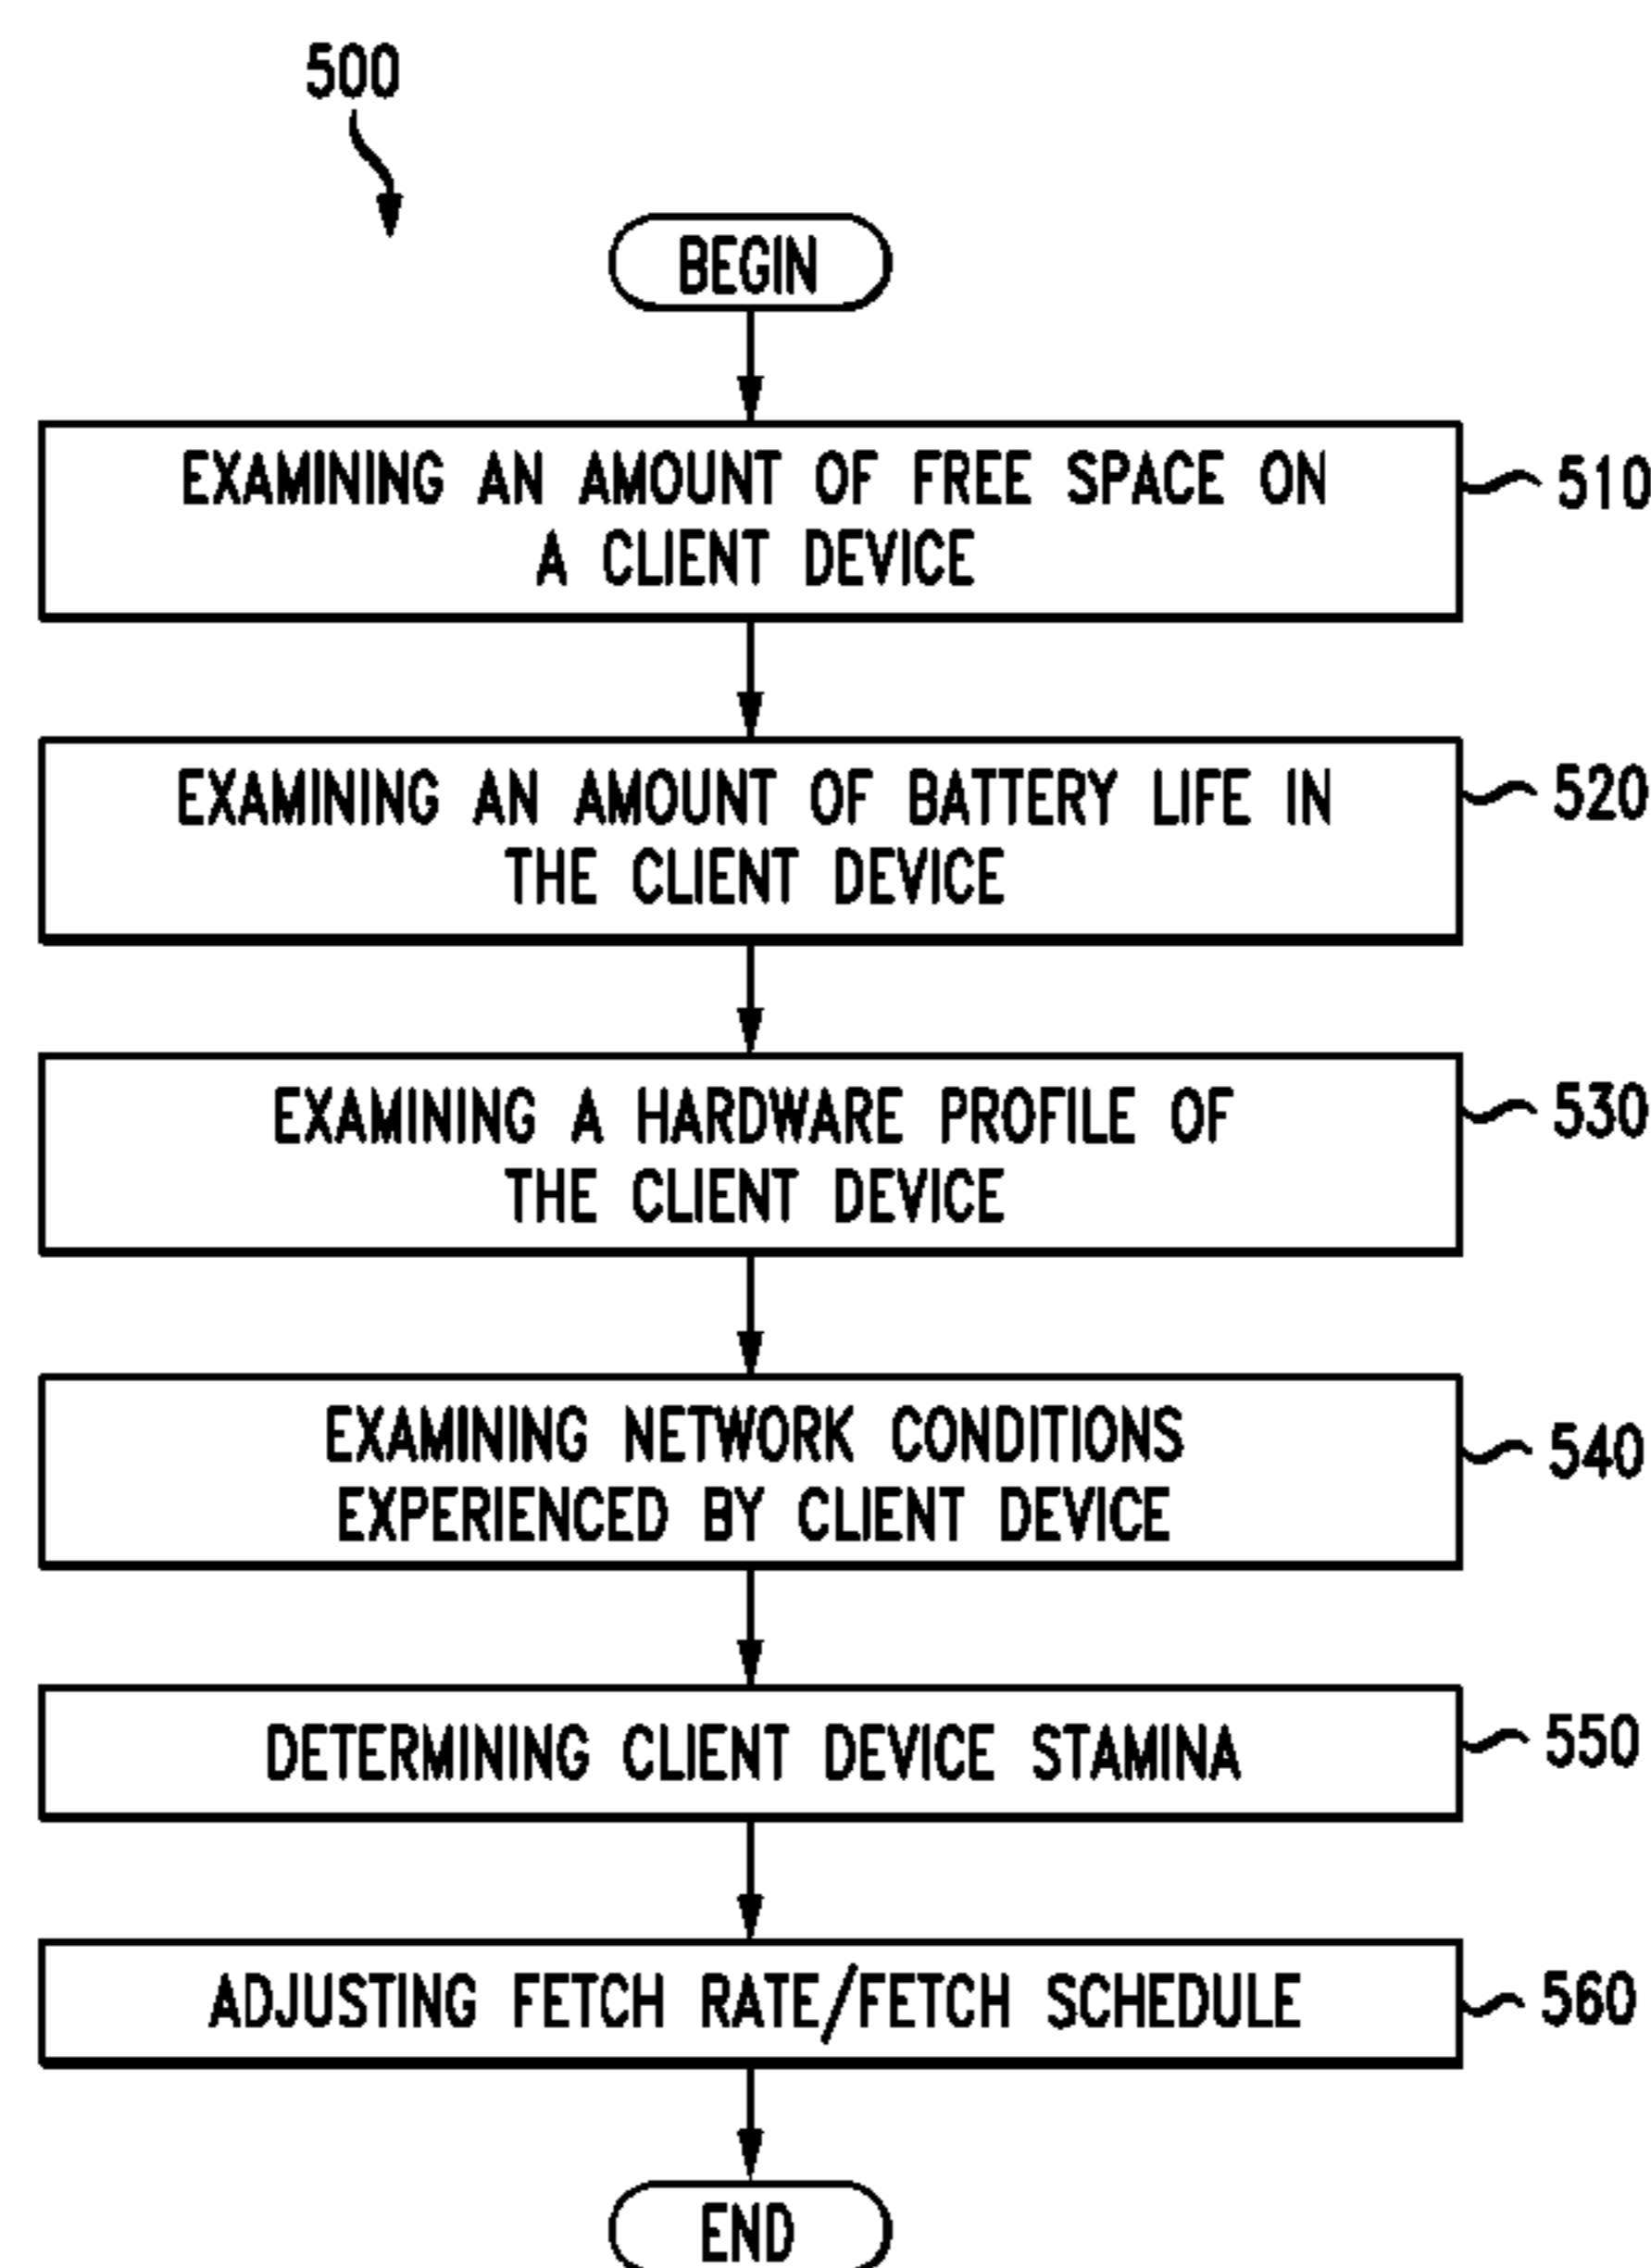 500
BEGIN
EXAMINING AN AMOUNT OF FREE SPACE ON
A CLIENT DEVICE
510
EXAMINING AN AMOUNT OF BATTERY LIFE IN
THE CLIENT DEVICE
520
EXAMINING A HARDWARE PROFILE OF
THE CLIENT DEVICE
530
EXAMINING NETWORK CONDITIONS
EXPERIENCED BY CLIENT DEVICE
540
DETERMINING CLIENT DEVICE STAMINA
550
ADJUSTING FETCH RATE/FETCH SCHEDULE
560
END